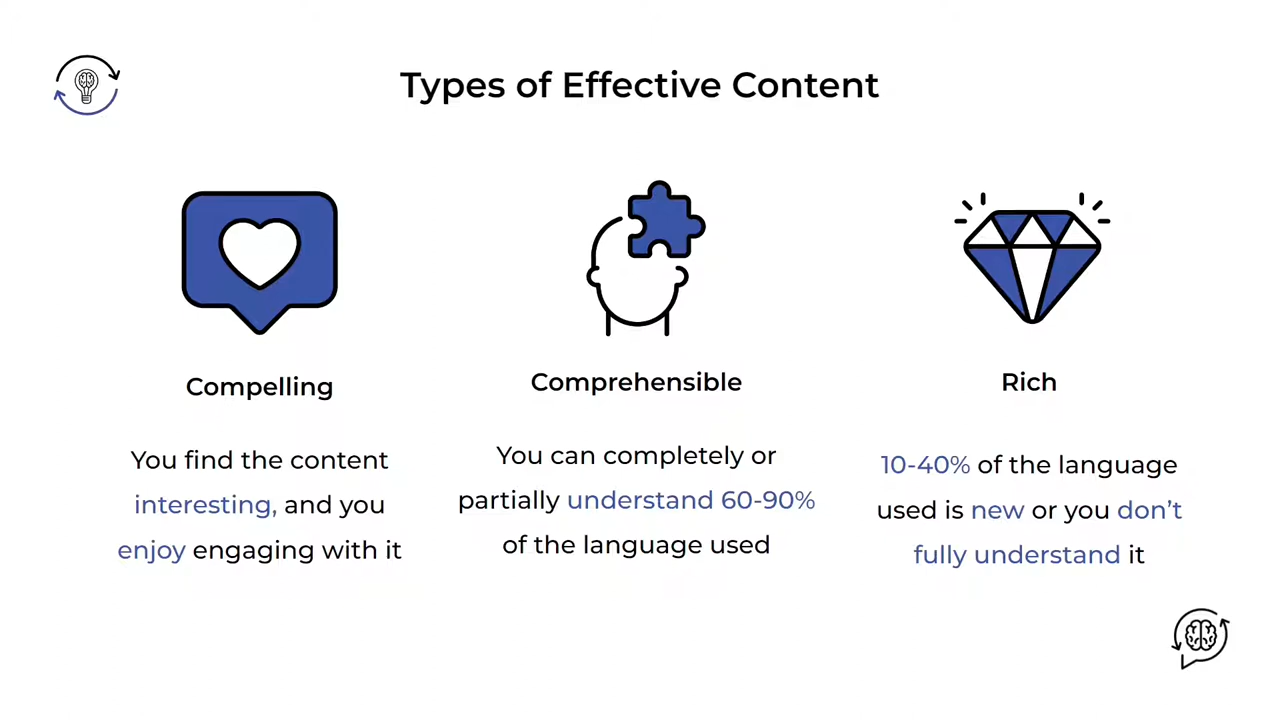 Types of Effective Content
Compelling
You find the content
interesting, and you
enjoy engaging with it
Comprehensible
You can completely or
partially understand 60-90%
of the language used
Rich
10-40% of the language
used is new or you don't
fully understand it